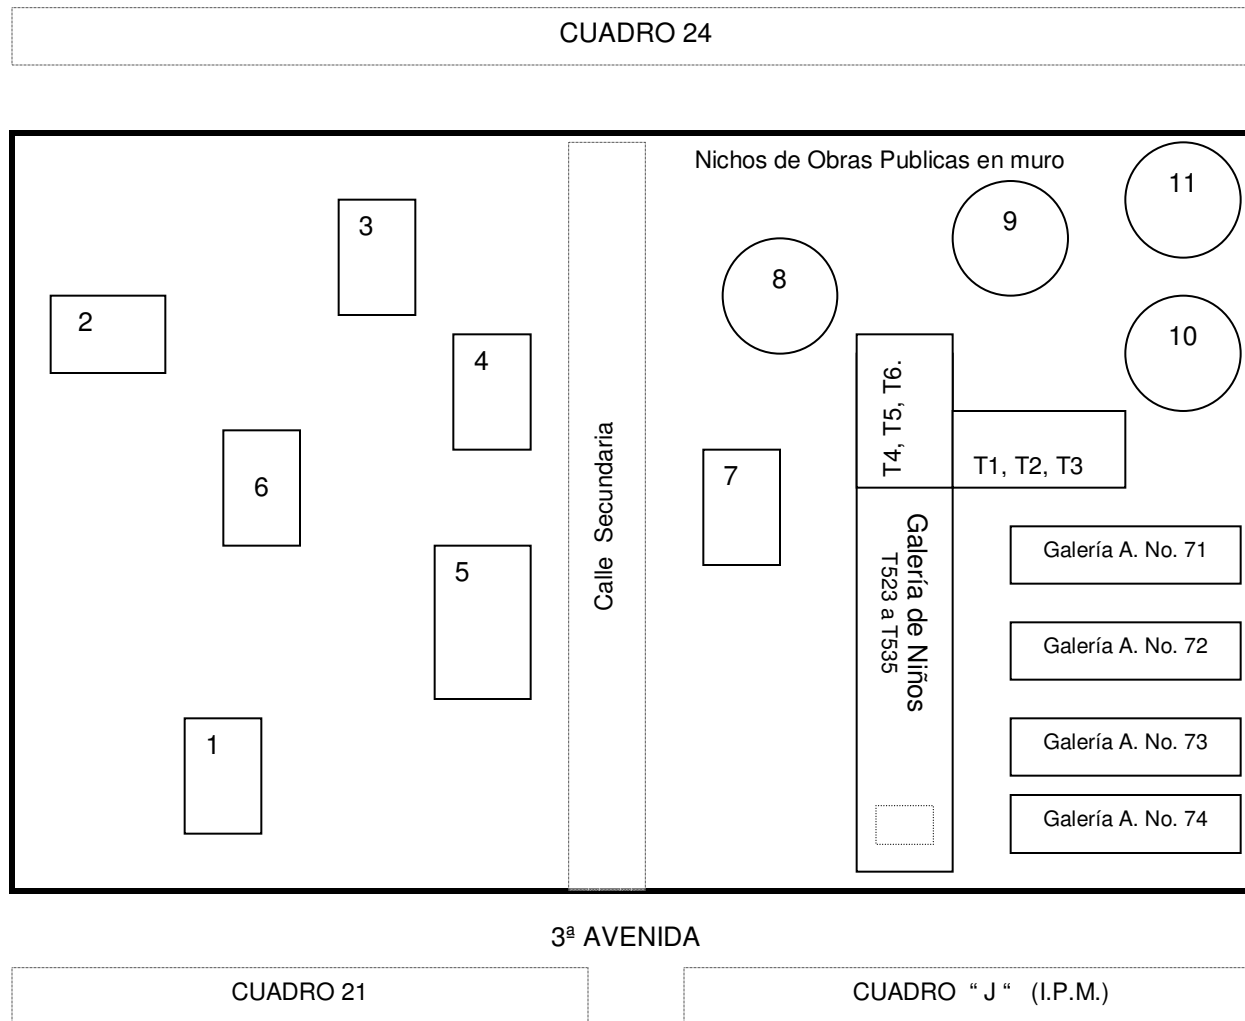 CUADRO 24
Nichos de Obras Publicas en muro
11
9
3
8
2
10
4
T4, T5, T6.
T1, T2, T3
7
6
Calle Secundaria
Galería de Niños
T523 a T535
Galería A. No. 71
5
Galería A. No. 72
1
Galería A. No. 73
Galería A. No. 74
3ª AVENIDA
CUADRO 21
CUADRO “ J “ (I.P.M.)